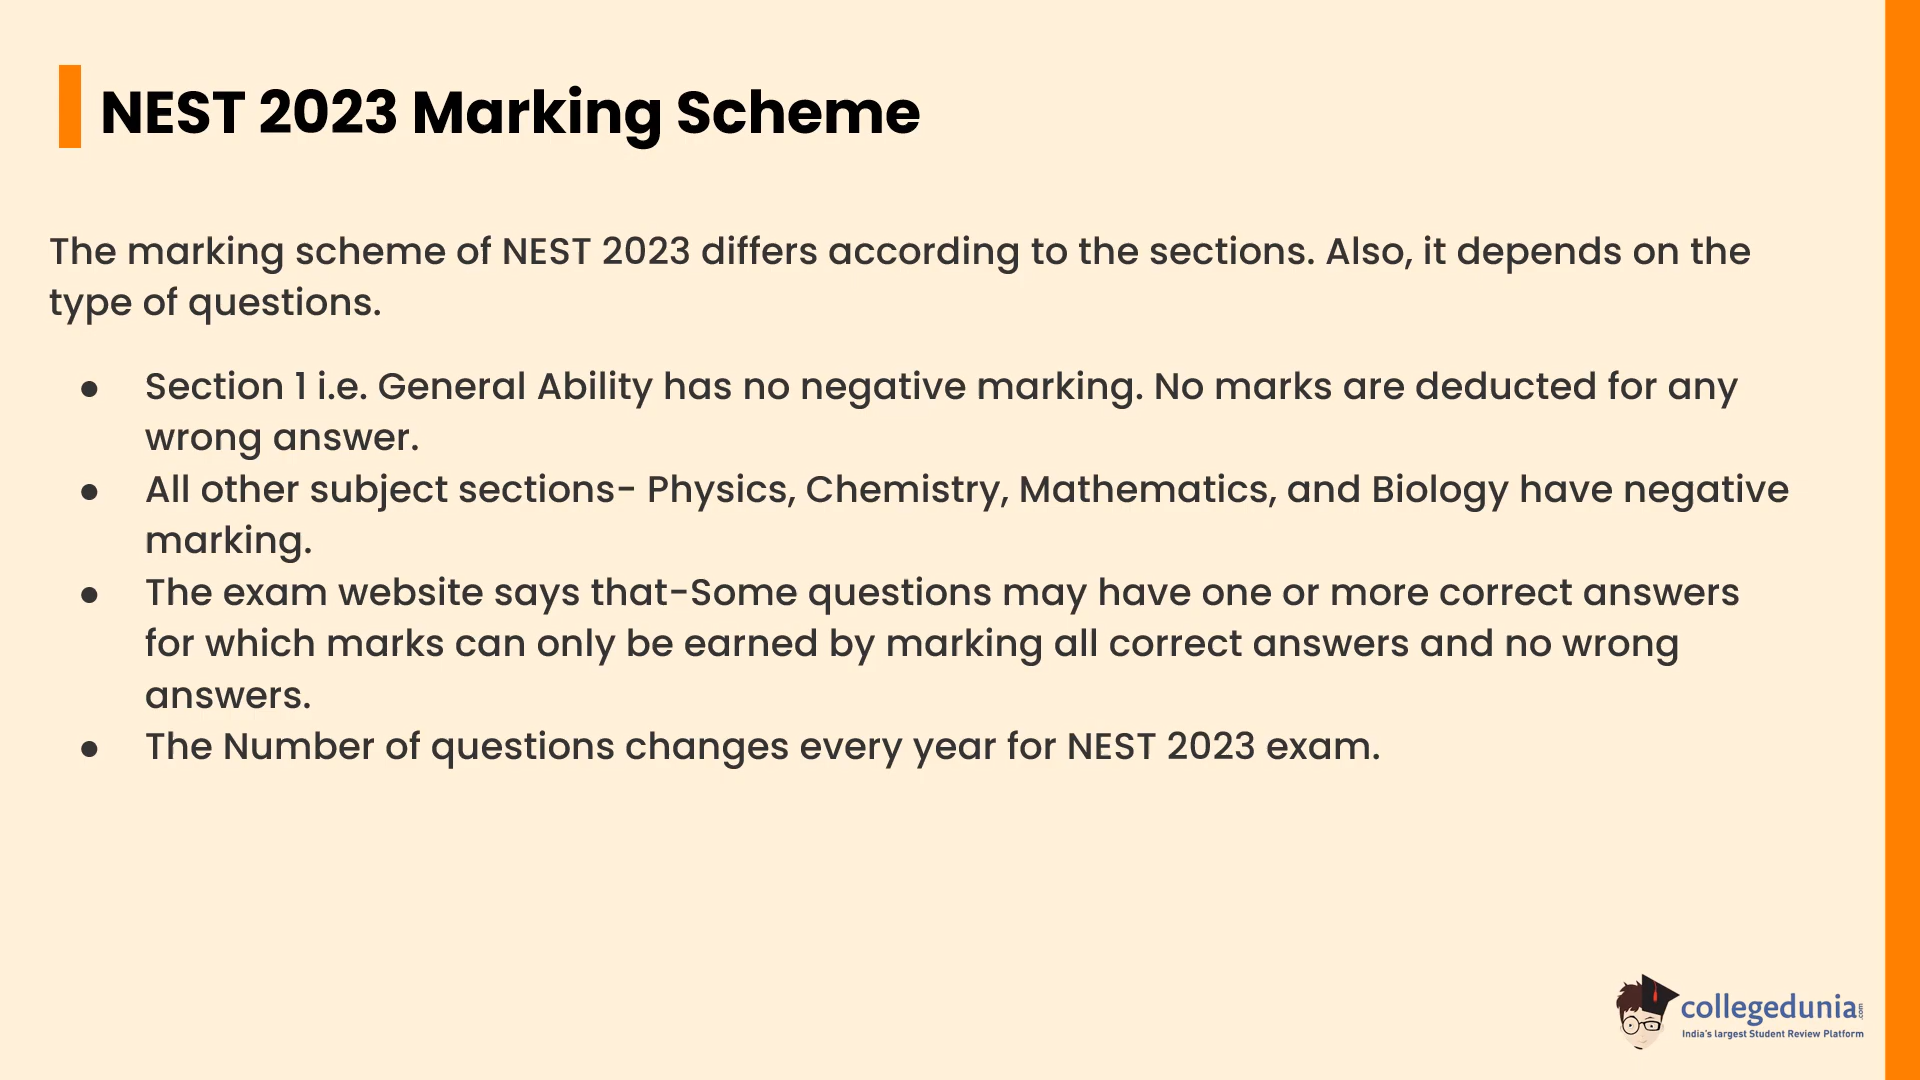 NEST 2023 Marking Scheme
The marking scheme of NEST 2023 differs according to the sections. Also, it depends on the
type of questions.
● Section 1 i.e. General Ability has no negative marking. No marks are deducted for any
wrong answer.
● All other subject sections- Physics, Chemistry, Mathematics, and Biology have negative
marking.
● The exam website says that-Some questions may have one or more correct answers
for which marks can only be earned by marking all correct answers and no wrong
answers.
● The Number of questions changes every year for NEST 2023 exam.
collegedunia.com
India's largest Student Review Platform